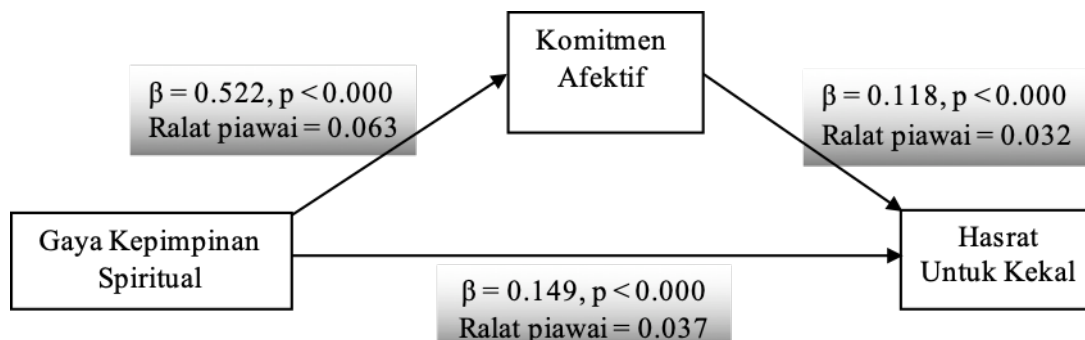 Komitmen
Afektif
β = 0.522, p <0.000
Ralat piawai = 0.063
β = 0.118, p <0.000
Ralat piawai = 0.032
Gaya Kepimpinan
Spiritual
Hasrat
Untuk Kekal
β = 0.149, p <0.000
Ralat piawai = 0.037